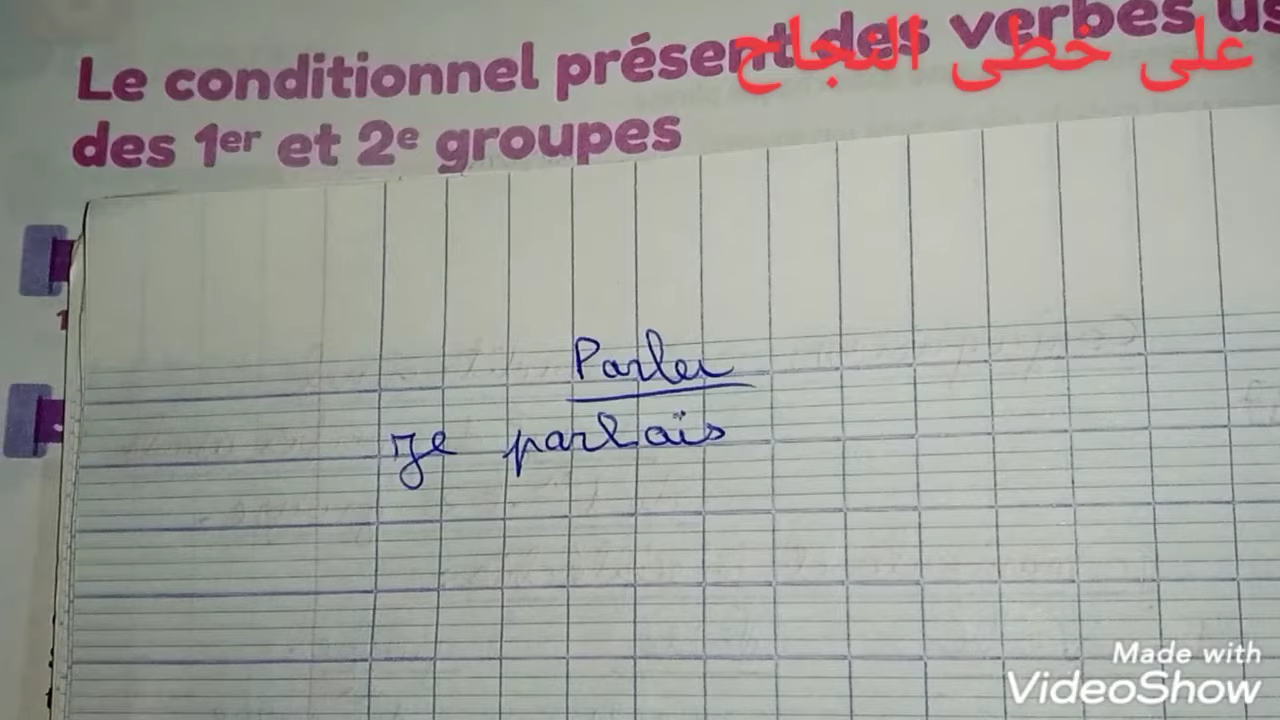 Le conditionnel présent des verbes us
على خطى النجاح
des 1er et 2e groupes
Parler
Je parlais
Made with
VideoShow